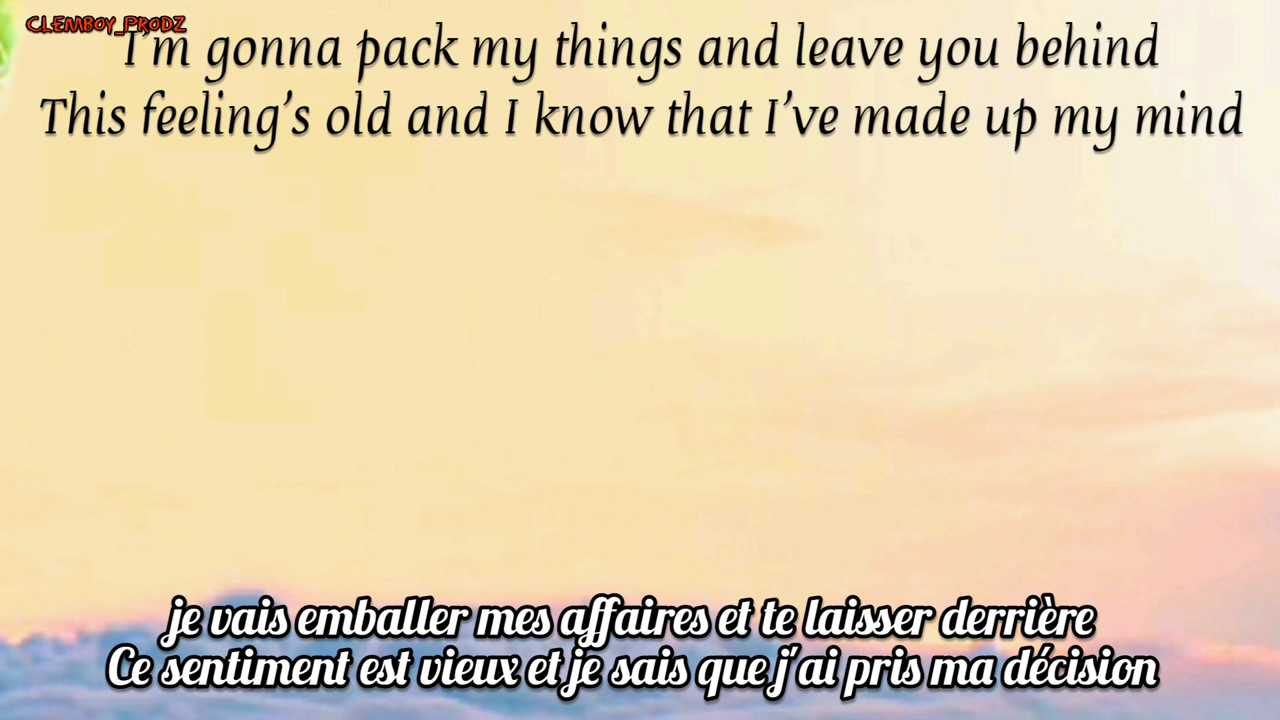 CLEMBOY_PRODZ
I'm gonna pack my things and leave you behind
This feeling's old and I know that I've made up my mind
je vais emballer mes affaires et te laisser derrière
Ce sentiment est vieux et je sais que j'ai pris ma décision